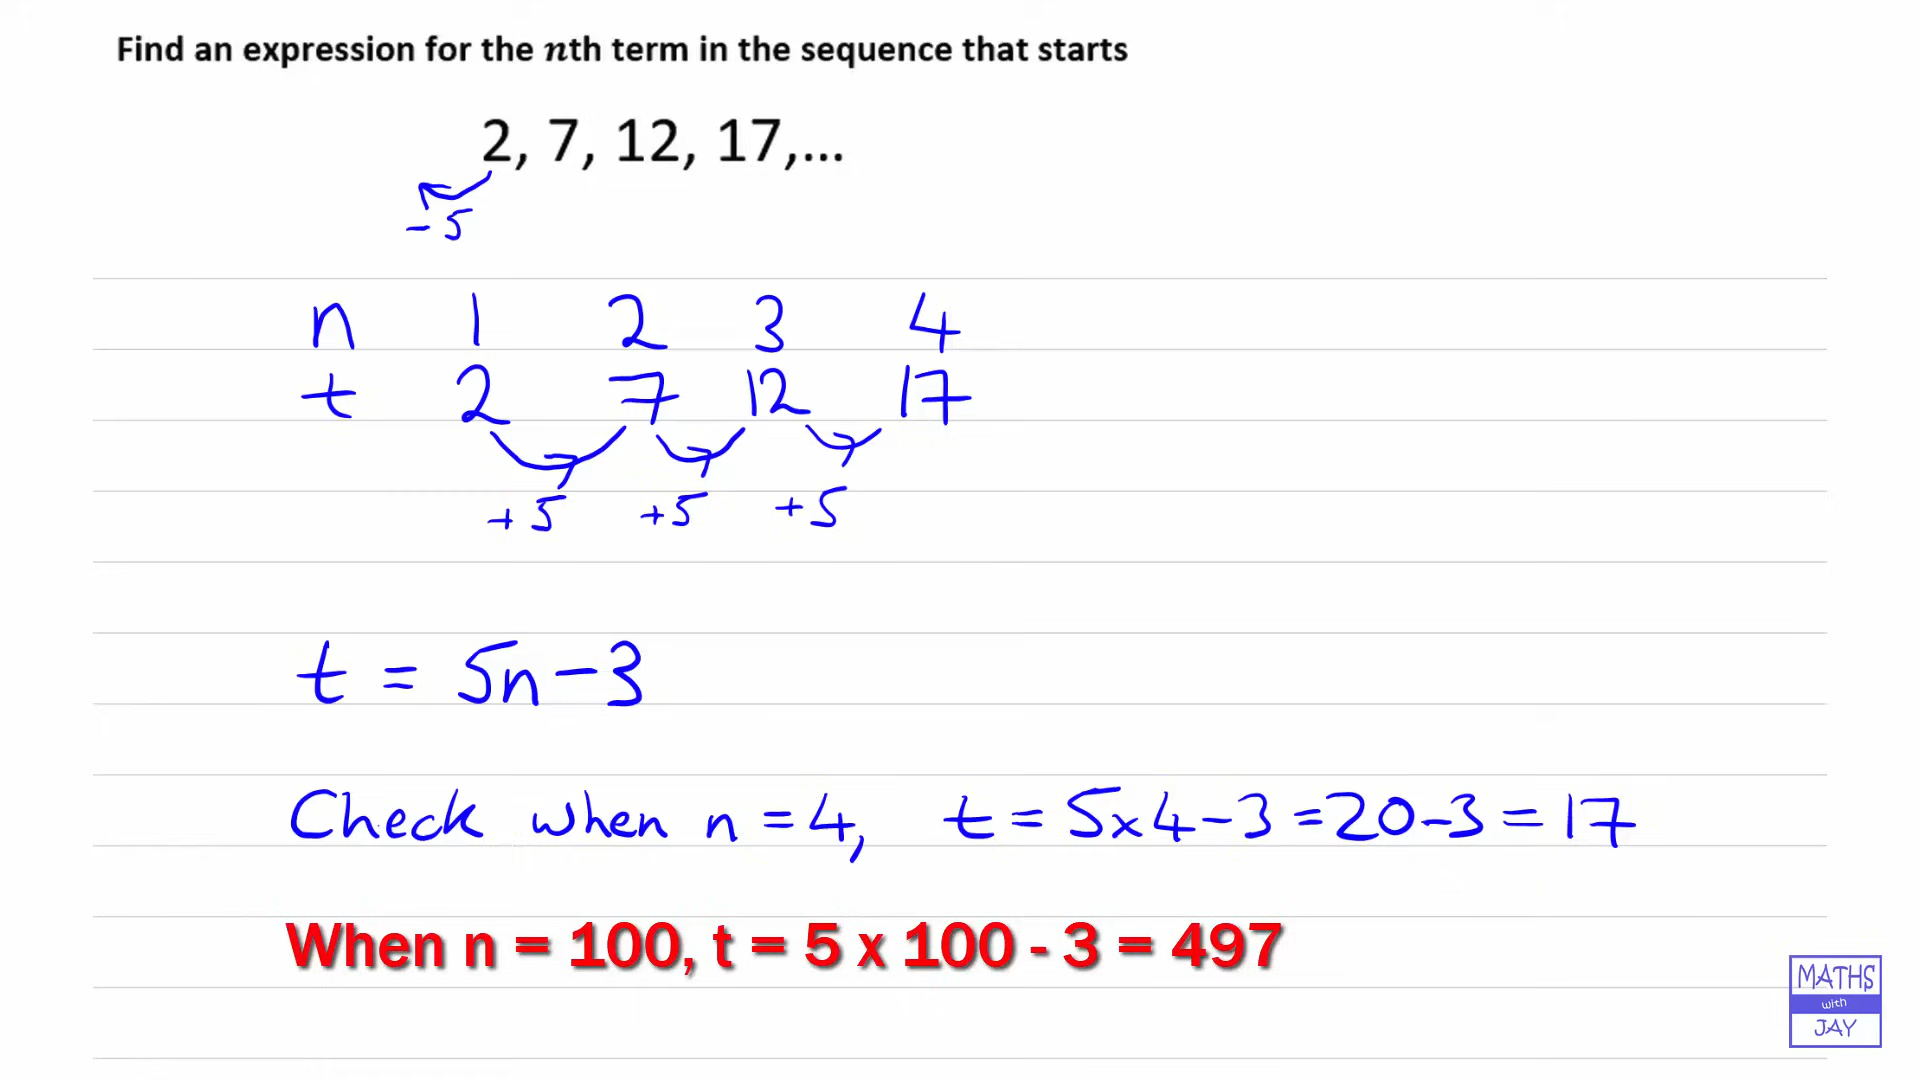 Find an expression for the nth term in the sequence that starts
2, 7, 12, 17,...
-5
n 1 2 3 4
t 2 7 12 17
+5 +5 +5
t = 5n-3
Check when n = 4, t = 5x4-3 = 20-3 = 17
When n = 100, t = 5 x 100 - 3 = 497
MATHS
with
JAY